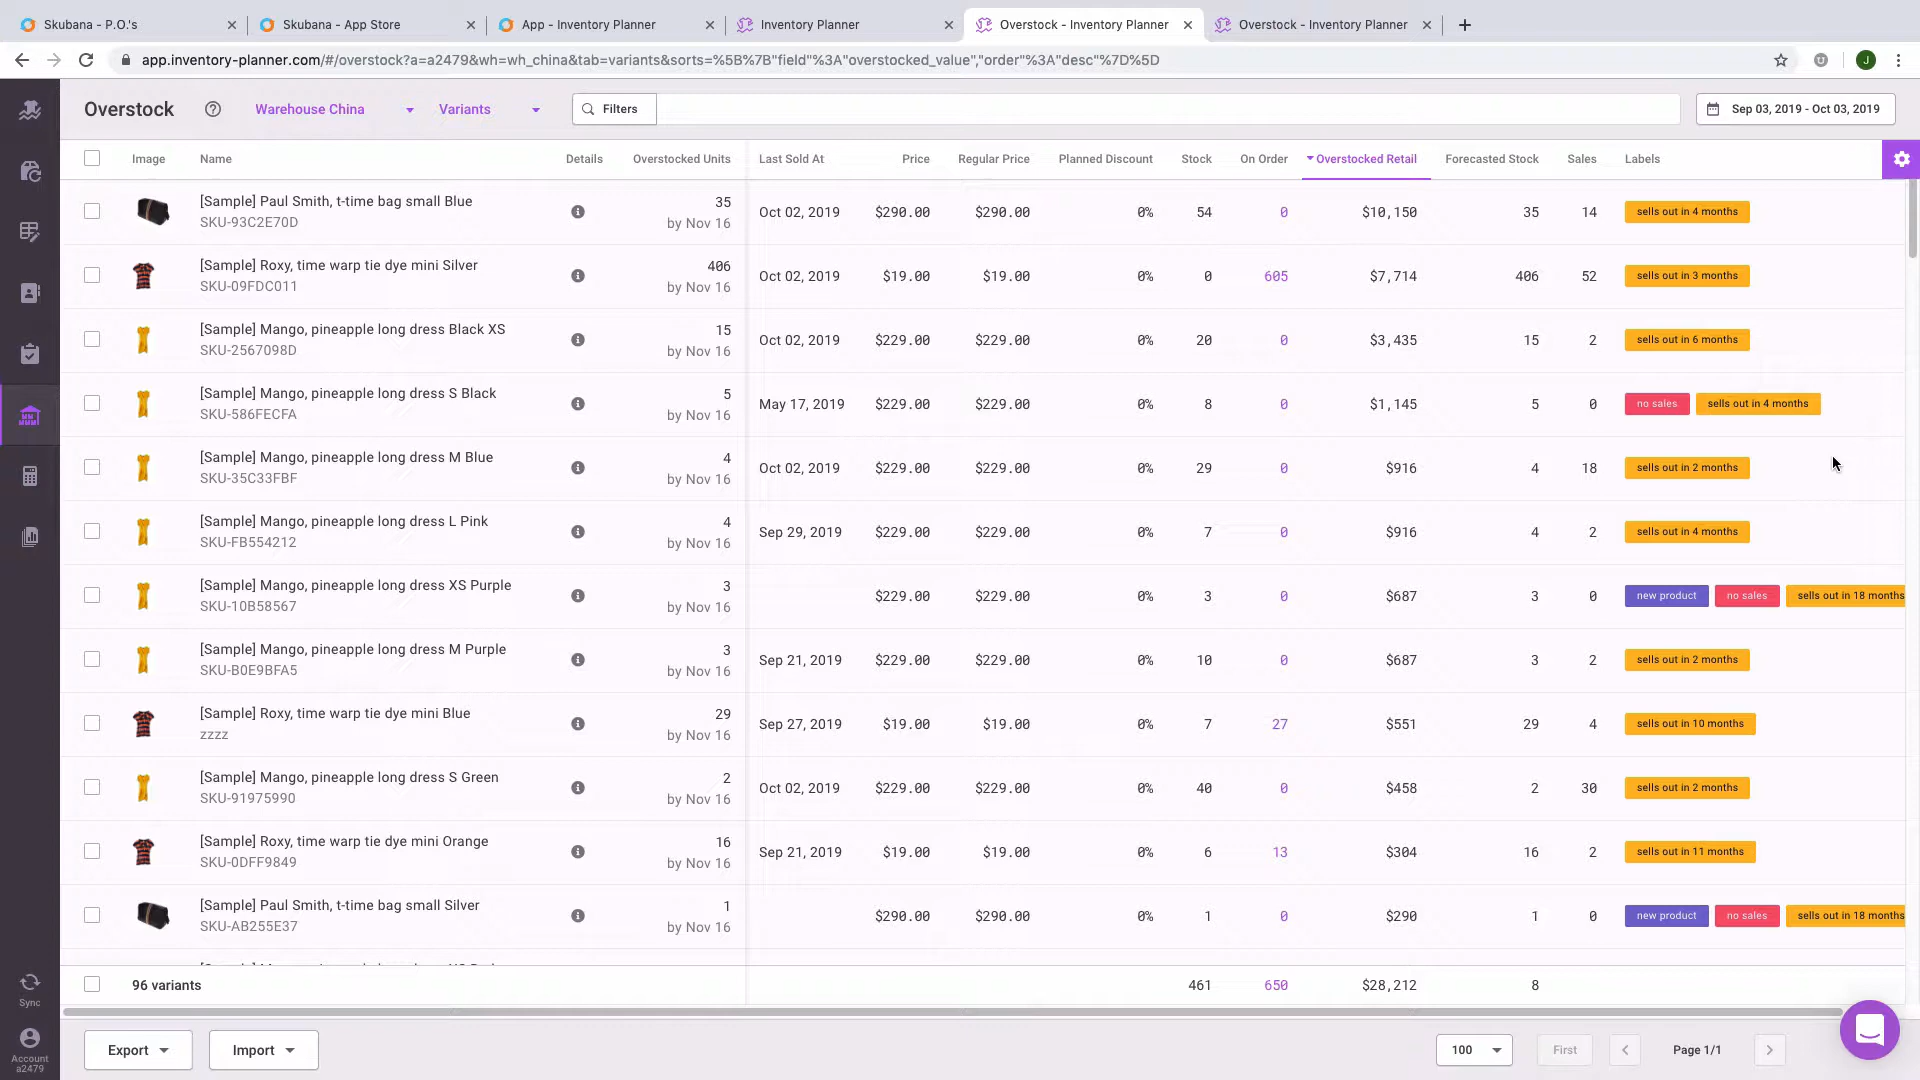 Skubana - P.O.'s
Skubana - App Store
App - Inventory Planner
Inventory Planner
Overstock - Inventory Planner
Overstock - Inventory Planner
app.inventory-planner.com/#/overstock?a=a2479&wh=wh_china&tab=variants&sorts=%5B%7B"field"%3A"overstocked_value","order"%3A"desc"%7D%5D
J
Overstock
Warehouse China
Variants
Filters
Sep 03, 2019 - Oct 03, 2019
Image Name Details Overstocked Units Last Sold At Price Regular Price Planned Discount Stock On Order Overstocked Retail Forecasted Stock Sales Labels
[Sample] Paul Smith, t-time bag small Blue 35
SKU-93C2E70D by Nov 16 Oct 02, 2019 $290.00 $290.00 0% 54 0 $10,150 35 14 sells out in 4 months
[Sample] Roxy, time warp tie dye mini Silver 406
SKU-09FDC011 by Nov 16 Oct 02, 2019 $19.00 $19.00 0% 0 605 $7,714 406 52 sells out in 3 months
[Sample] Mango, pineapple long dress Black XS 15
SKU-2567098D by Nov 16 Oct 02, 2019 $229.00 $229.00 0% 20 0 $3,435 15 2 sells out in 6 months
[Sample] Mango, pineapple long dress S Black 5
SKU-586FECFA by Nov 16 May 17, 2019 $229.00 $229.00 0% 8 0 $1,145 5 0 no sales sells out in 4 months
[Sample] Mango, pineapple long dress M Blue 4
SKU-35C33FBF by Nov 16 Oct 02, 2019 $229.00 $229.00 0% 29 0 $916 4 18 sells out in 2 months
[Sample] Mango, pineapple long dress L Pink 4
SKU-FB554212 by Nov 16 Sep 29, 2019 $229.00 $229.00 0% 7 0 $916 4 2 sells out in 4 months
[Sample] Mango, pineapple long dress XS Purple 3
SKU-10B58567 by Nov 16 $229.00 $229.00 0% 3 0 $687 3 0 new product no sales sells out in 18 months
[Sample] Mango, pineapple long dress M Purple 3
SKU-B0E9BFA5 by Nov 16 Sep 21, 2019 $229.00 $229.00 0% 10 0 $687 3 2 sells out in 2 months
[Sample] Roxy, time warp tie dye mini Blue 29
zzzz by Nov 16 Sep 27, 2019 $19.00 $19.00 0% 7 27 $551 29 4 sells out in 10 months
[Sample] Mango, pineapple long dress S Green 2
SKU-91975990 by Nov 16 Oct 02, 2019 $229.00 $229.00 0% 40 0 $458 2 30 sells out in 2 months
[Sample] Roxy, time warp tie dye mini Orange 16
SKU-0DFF9849 by Nov 16 Sep 21, 2019 $19.00 $19.00 0% 6 13 $304 16 2 sells out in 11 months
[Sample] Paul Smith, t-time bag small Silver 1
SKU-AB255E37 by Nov 16 $290.00 $290.00 0% 1 0 $290 1 0 new product no sales sells out in 18 months
96 variants 461 650 $28,212 8
Sync
Account
a2479
Export
Import
100
First
Page 1/1